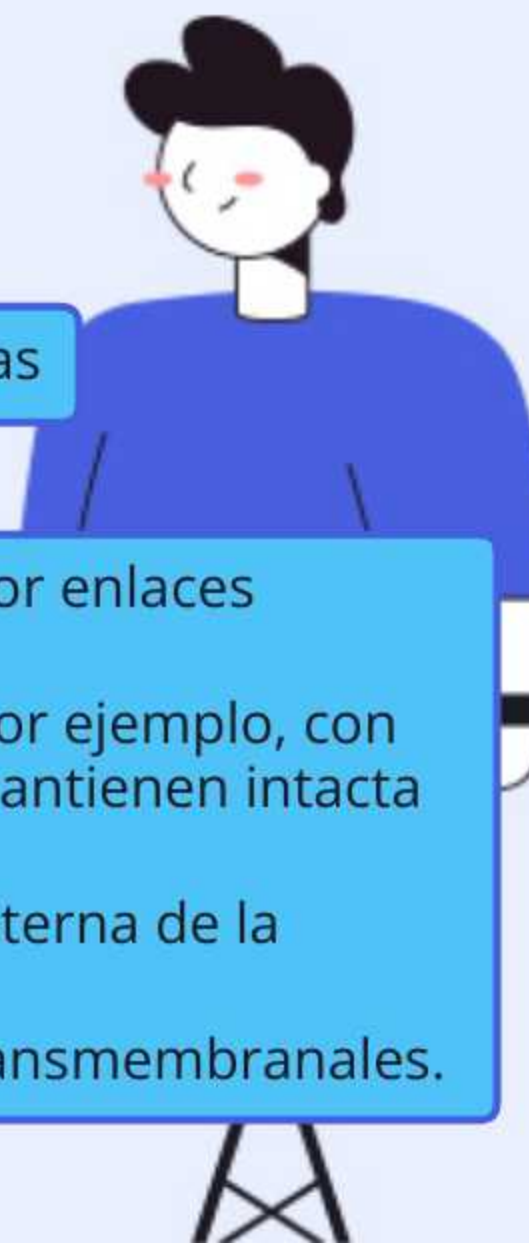 as
or enlaces
or ejemplo, con
antienen intacta
terna de la
ansmembranales.